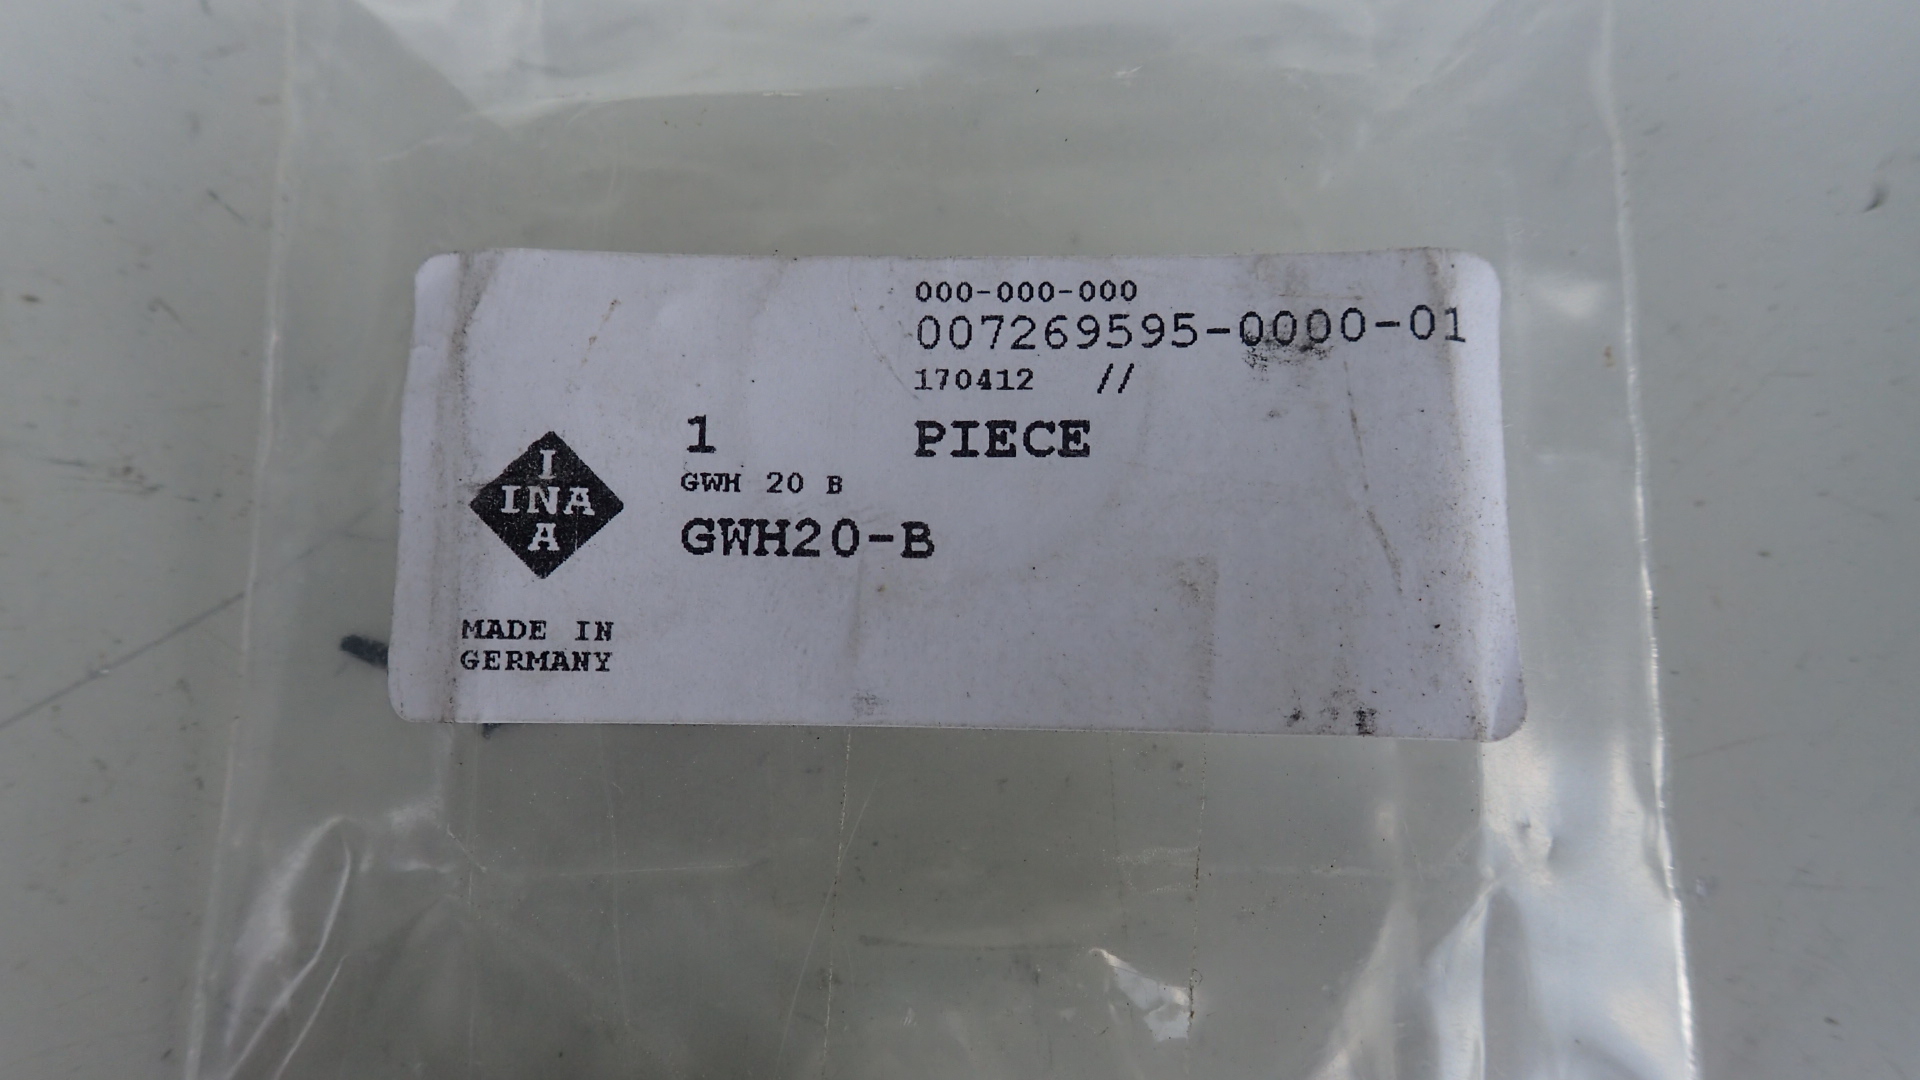 000-000-000
007269595-0000-01
170412 //
1 PIECE
GWH 20 B
GWH20-B
I
INA
A
MADE IN
GERMANY